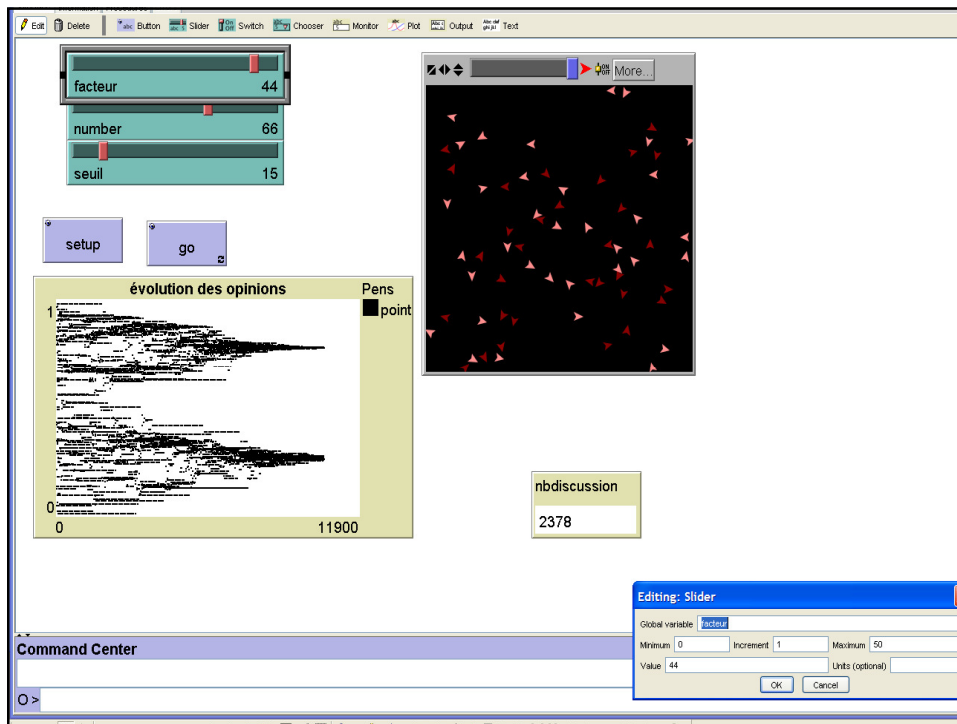 Edit Delete Button Slider Switch Chooser Monitor Plot Output Text
facteur 44
number 66
seuil 15
More...
setup
go
évolution des opinions
Pens
point
1
0
0 11900
nbdiscussion
2378
Editing: Slider
Global variable facteur
Minimum 0 Increment 1 Maximum 50
Value 44 Units (optional)
OK Cancel
Command Center
O>